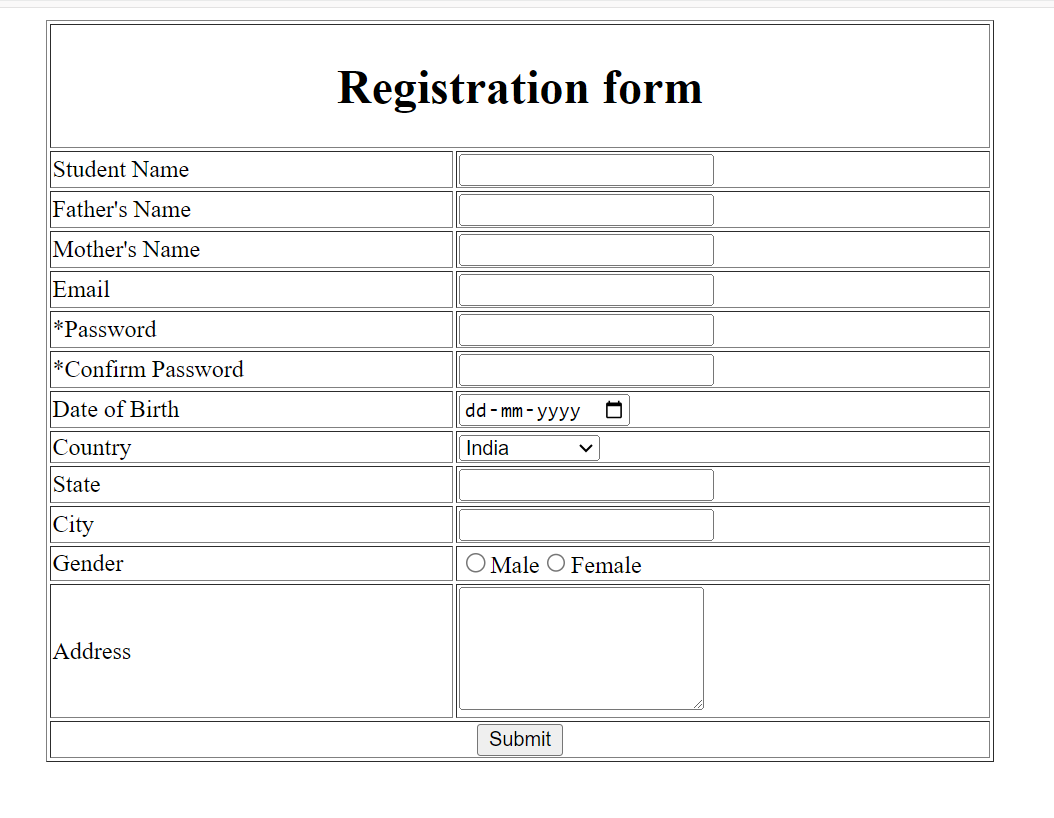 Registration form
Student Name
Father's Name
Mother's Name
Email
*Password
*Confirm Password
Date of Birth dd-mm-yyyy
Country India
State
City
Gender Male Female
Address
Submit